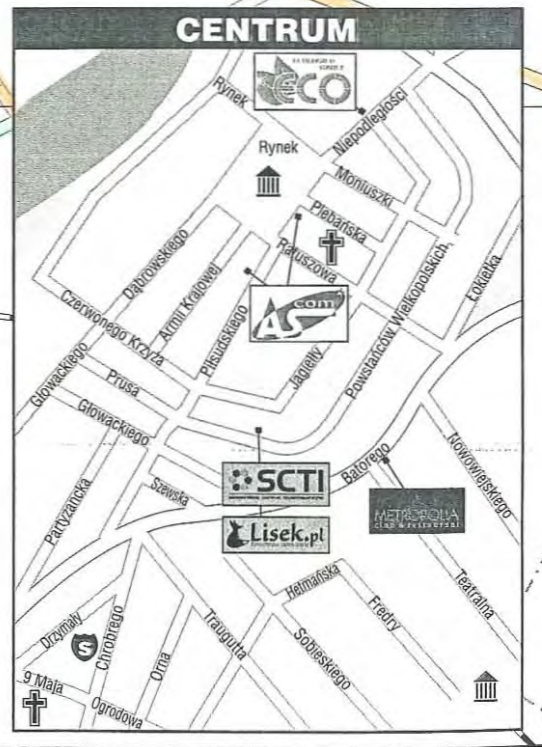 CENTRUM
ECO
Rynek
Niepodległości
Rynek
Moniuszki
Plebańska
Ratuszowa
Dąbrowskiego
Armii Krajowej
Piłsudskiego
Powstańców Wielkopolskich
Łokietka
AS com
Czerwonego Krzyża
Jagiełły
Głowackiego
Prusa
Głowackiego
Batorego
Nowowiejskiego
SCTI
Szewska
Lisek.pl
METROPOLIA
club & restaurant
Partyzancka
Hetmańska
Fredry
Teatralna
Drzymały
S
Chrobrego
Orna
Traugutta
Sobieskiego
9 Maja
Ogrodowa